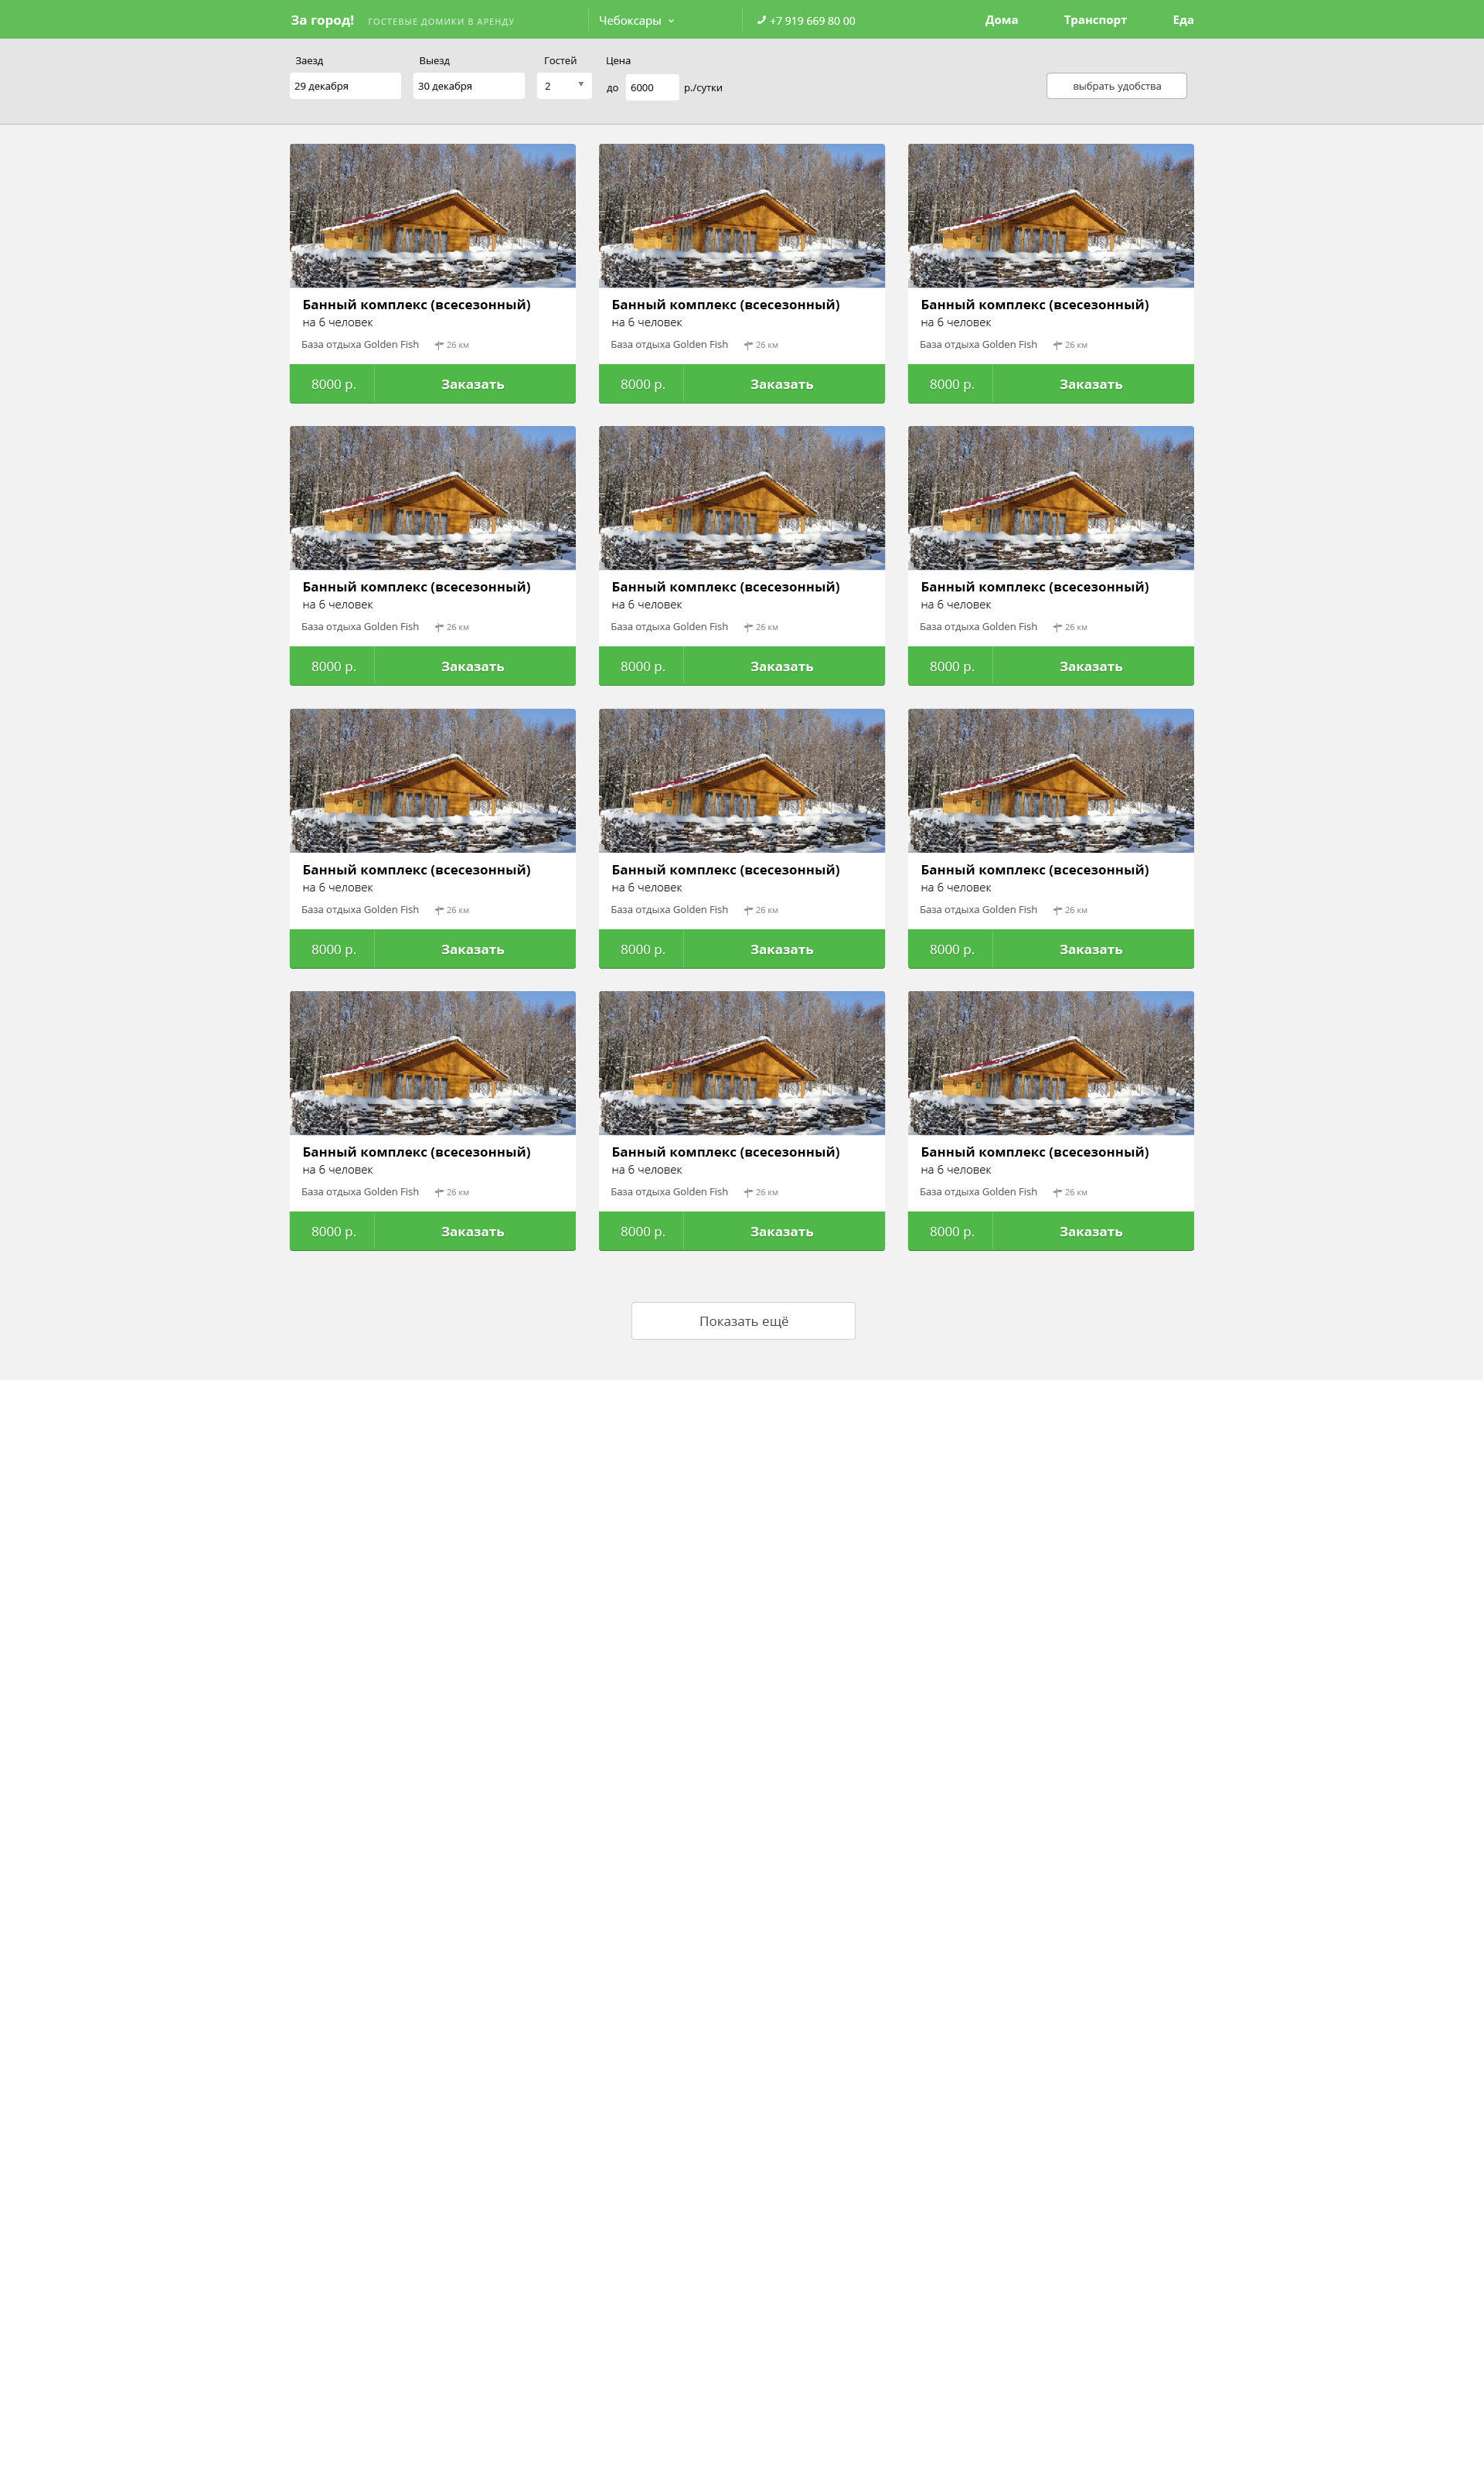 За город! ГОСТЕВЫЕ ДОМИКИ В АРЕНДУ Чебоксары +7 919 669 80 00 Дома Транспорт Еда
Заезд Выезд Гостей Цена
29 декабря 30 декабря 2 до 6000 р./сутки выбрать удобства
Банный комплекс (всесезонный) Банный комплекс (всесезонный) Банный комплекс (всесезонный)
на 6 человек на 6 человек на 6 человек
База отдыха Golden Fish 26 км База отдыха Golden Fish 26 км База отдыха Golden Fish 26 км
8000 р. Заказать 8000 р. Заказать 8000 р. Заказать
Банный комплекс (всесезонный) Банный комплекс (всесезонный) Банный комплекс (всесезонный)
на 6 человек на 6 человек на 6 человек
База отдыха Golden Fish 26 км База отдыха Golden Fish 26 км База отдыха Golden Fish 26 км
8000 р. Заказать 8000 р. Заказать 8000 р. Заказать
Банный комплекс (всесезонный) Банный комплекс (всесезонный) Банный комплекс (всесезонный)
на 6 человек на 6 человек на 6 человек
База отдыха Golden Fish 26 км База отдыха Golden Fish 26 км База отдыха Golden Fish 26 км
8000 р. Заказать 8000 р. Заказать 8000 р. Заказать
Банный комплекс (всесезонный) Банный комплекс (всесезонный) Банный комплекс (всесезонный)
на 6 человек на 6 человек на 6 человек
База отдыха Golden Fish 26 км База отдыха Golden Fish 26 км База отдыха Golden Fish 26 км
8000 р. Заказать 8000 р. Заказать 8000 р. Заказать
Показать ещё